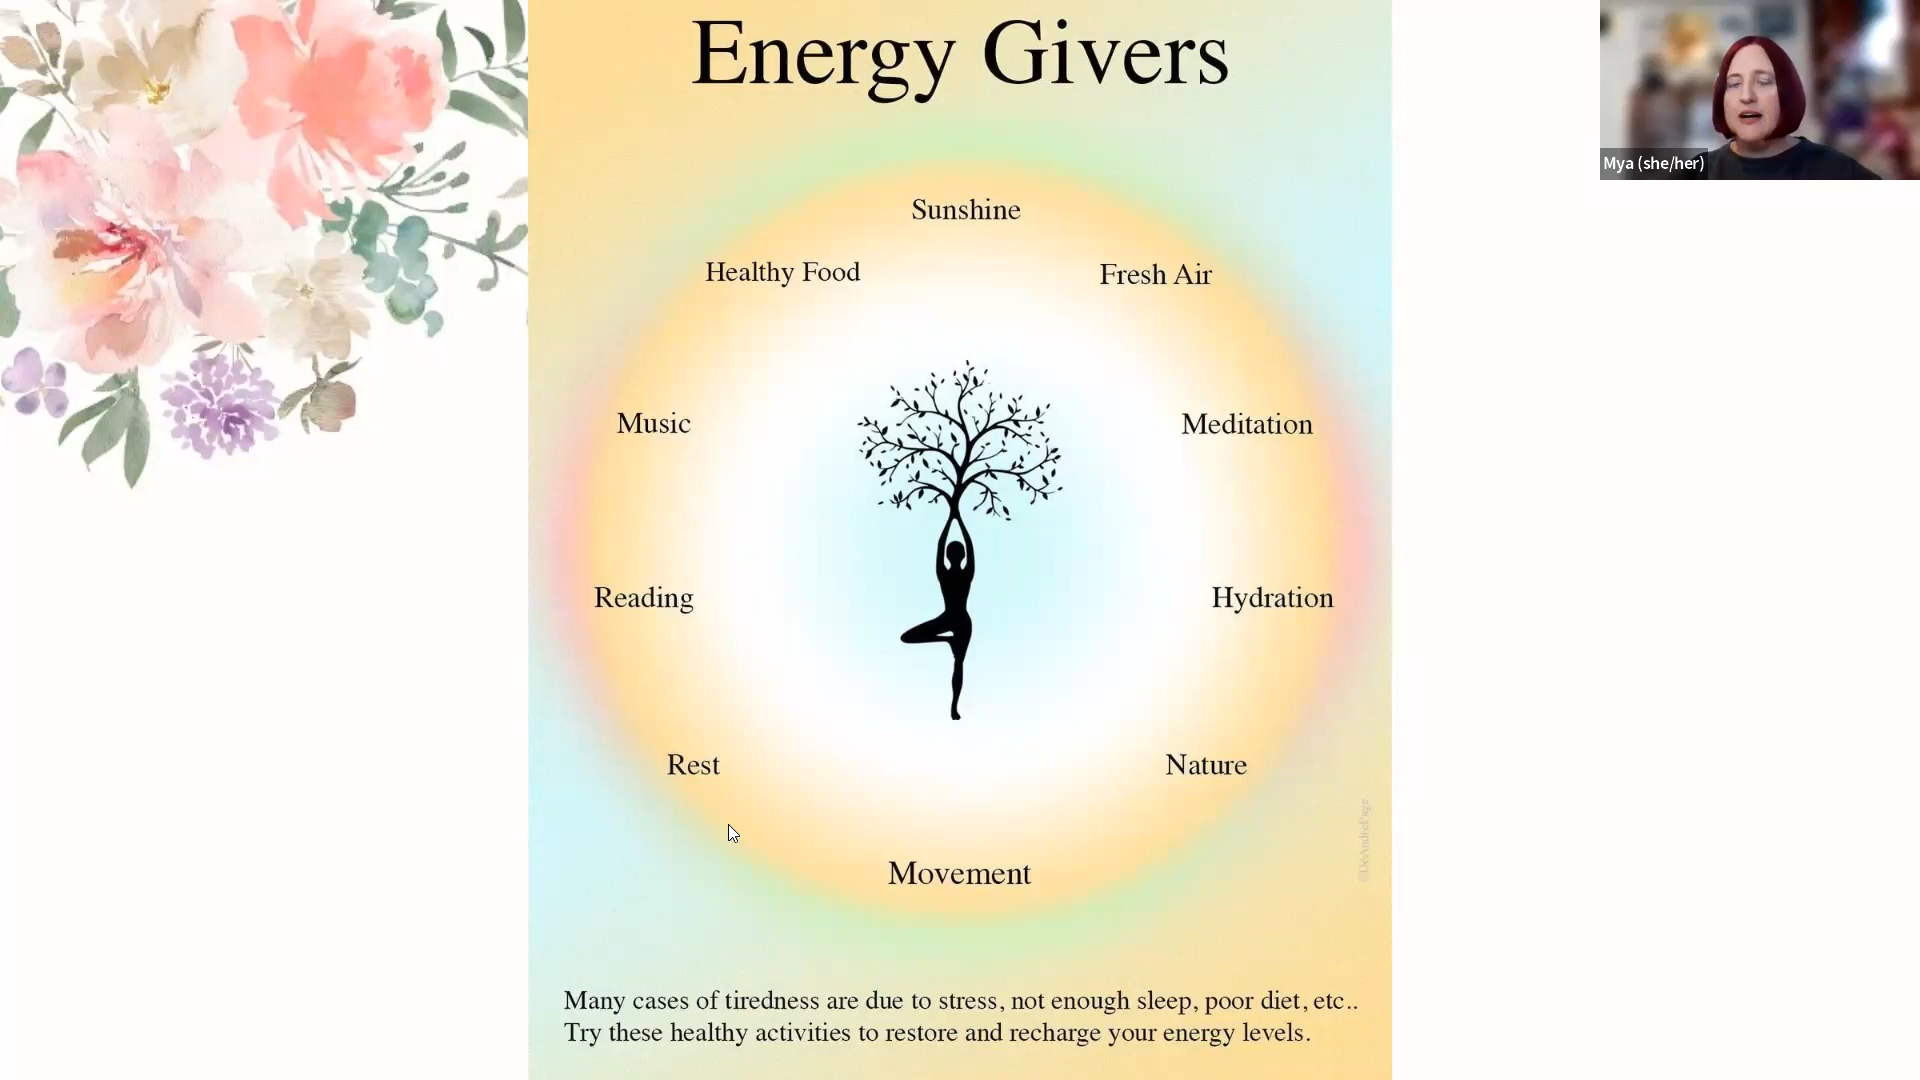 Energy Givers
Mya (she/her)
Sunshine
Healthy Food
Fresh Air
Music
Meditation
Reading
Hydration
Rest
Nature
©DeAndrePage
Movement
Many cases of tiredness are due to stress, not enough sleep, poor diet, etc..
Try these healthy activities to restore and recharge your energy levels.